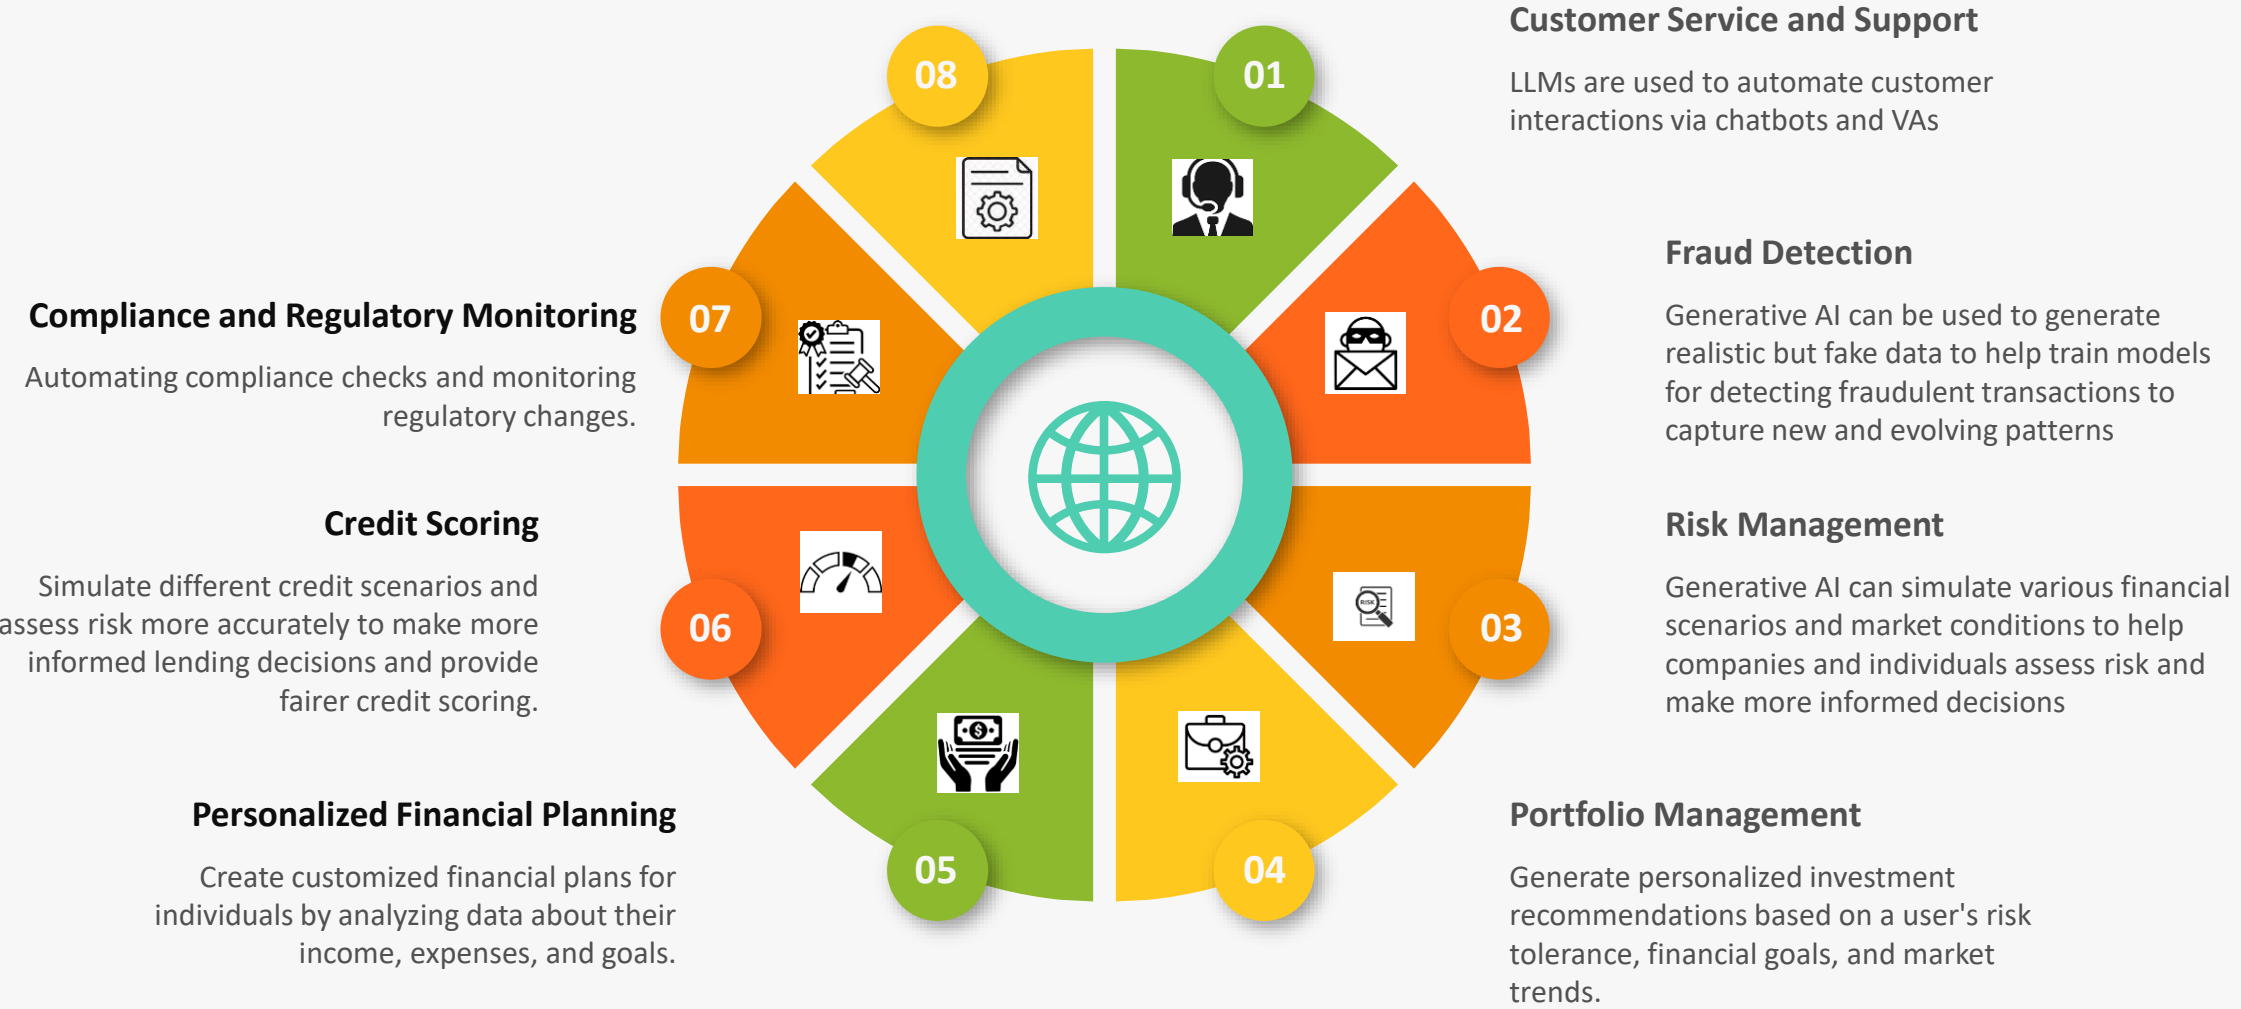 Customer Service and Support
LLMs are used to automate customer
interactions via chatbots and VAs
01
Fraud Detection
Generative AI can be used to generate
realistic but fake data to help train models
for detecting fraudulent transactions to
capture new and evolving patterns
02
Risk Management
Generative AI can simulate various financial
scenarios and market conditions to help
companies and individuals assess risk and
make more informed decisions
03
RISK
Portfolio Management
Generate personalized investment
recommendations based on a user's risk
tolerance, financial goals, and market
trends.
04
Personalized Financial Planning
Create customized financial plans for
individuals by analyzing data about their
income, expenses, and goals.
05
Credit Scoring
Simulate different credit scenarios and
assess risk more accurately to make more
informed lending decisions and provide
fairer credit scoring.
06
Compliance and Regulatory Monitoring
Automating compliance checks and monitoring
regulatory changes.
07
08